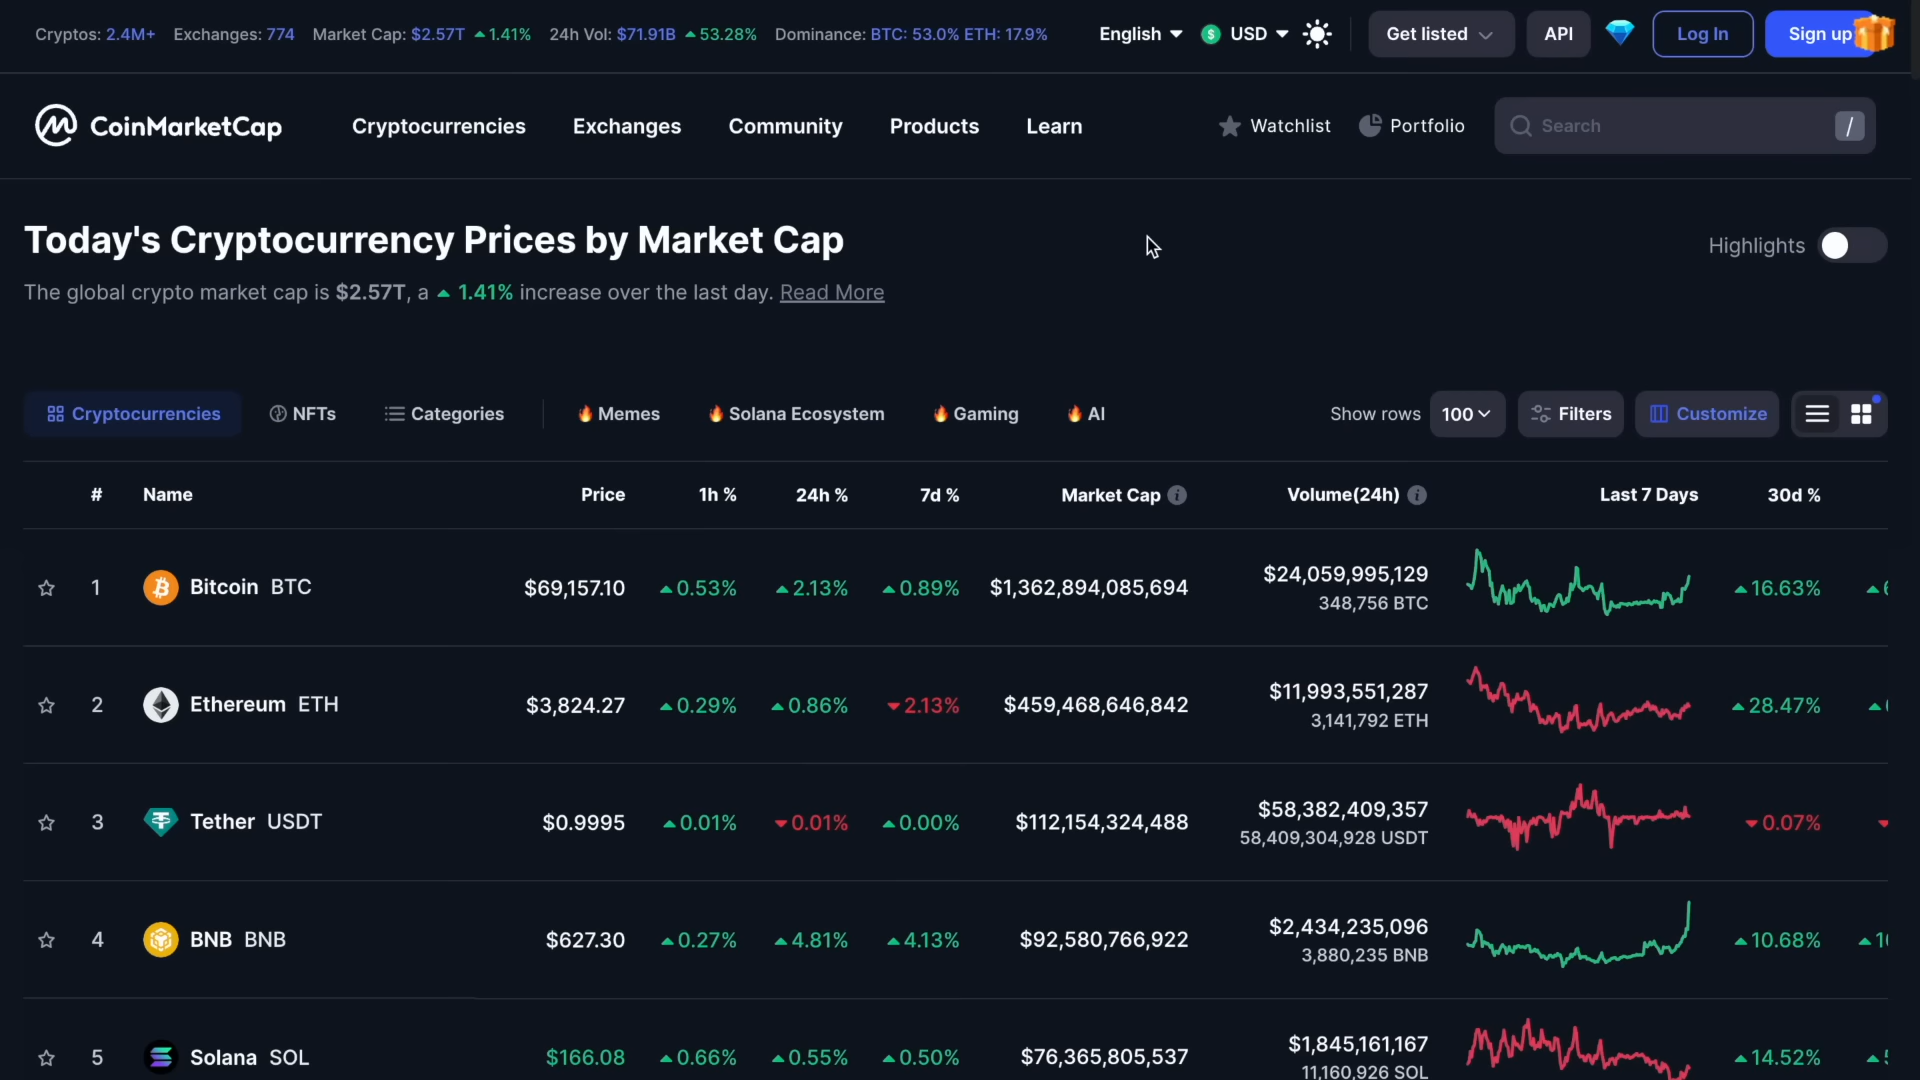 Cryptos: 2.4M+ Exchanges: 774 Market Cap: $2.57T 1.41% 24h Vol: $71.91B 53.28% Dominance: BTC: 53.0% ETH: 17.9% English USD Get listed API Log In Sign up
CoinMarketCap Cryptocurrencies Exchanges Community Products Learn Watchlist Portfolio Search /
Today's Cryptocurrency Prices by Market Cap Highlights
The global crypto market cap is $2.57T, a 1.41% increase over the last day. Read More
Cryptocurrencies NFTs Categories Memes Solana Ecosystem Gaming AI Show rows 100 Filters Customize
# Name Price 1h % 24h % 7d % Market Cap Volume(24h) Last 7 Days 30d %
1 Bitcoin BTC $69,157.10 0.53% 2.13% 0.89% $1,362,894,085,694 $24,059,995,129 16.63%
348,756 BTC
2 Ethereum ETH $3,824.27 0.29% 0.86% 2.13% $459,468,646,842 $11,993,551,287 28.47%
3,141,792 ETH
3 Tether USDT $0.9995 0.01% 0.01% 0.00% $112,154,324,488 $58,382,409,357 0.07%
58,409,304,928 USDT
4 BNB BNB $627.30 0.27% 4.81% 4.13% $92,580,766,922 $2,434,235,096 10.68%
3,880,235 BNB
5 Solana SOL $166.08 0.66% 0.55% 0.50% $76,365,805,537 $1,845,161,167 14.52%
11,160,926 SOL